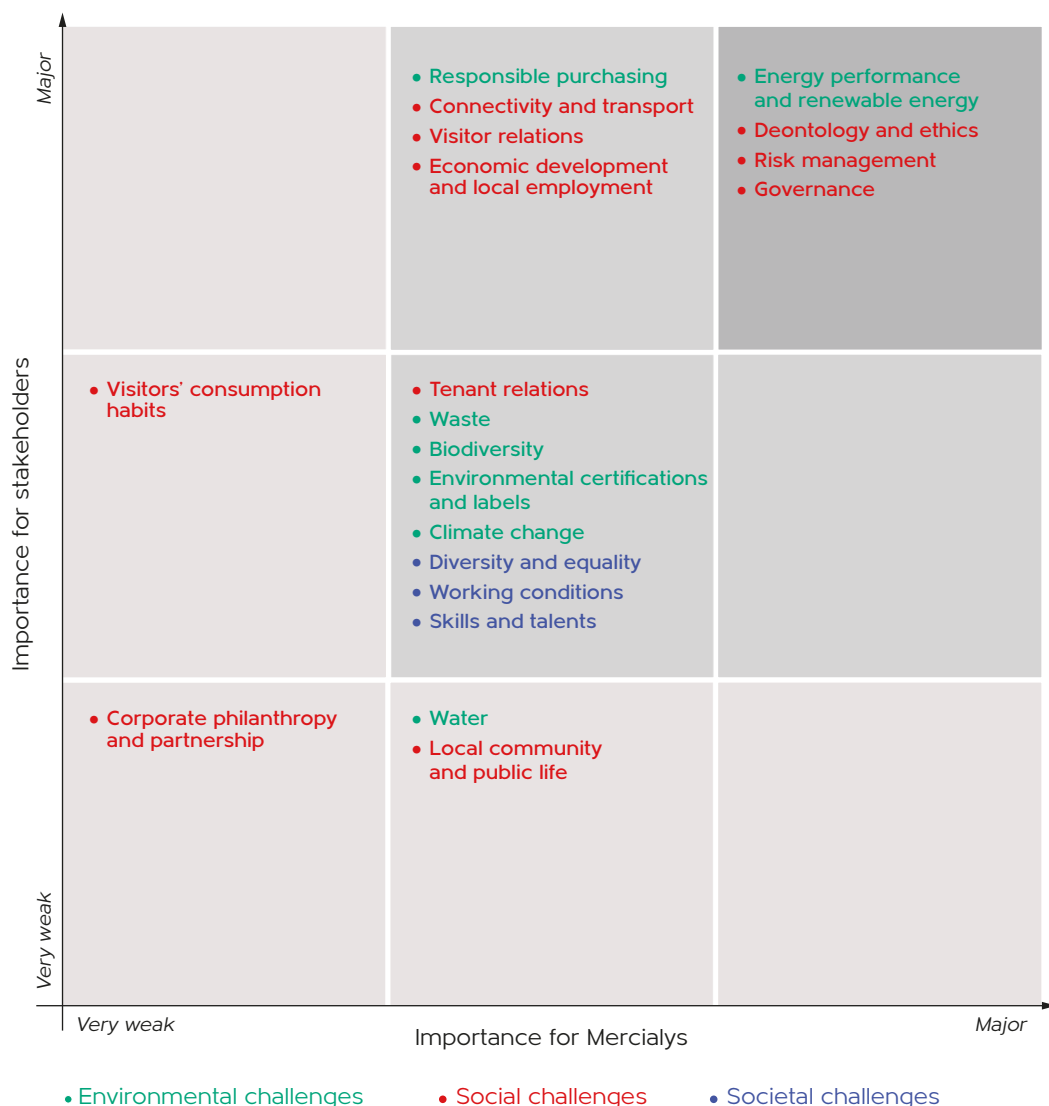 Major
• Responsible purchasing
• Connectivity and transport
• Visitor relations
• Economic development
and local employment
• Energy performance
and renewable energy
• Deontology and ethics
• Risk management
• Governance
Importance for stakeholders
• Visitors’ consumption
habits
• Tenant relations
• Waste
• Biodiversity
• Environmental certifications
and labels
• Climate change
• Diversity and equality
• Working conditions
• Skills and talents
• Corporate philanthropy
and partnership
• Water
• Local community
and public life
Very weak
Very weak
Importance for Mercialys
Major
• Environmental challenges
• Social challenges
• Societal challenges